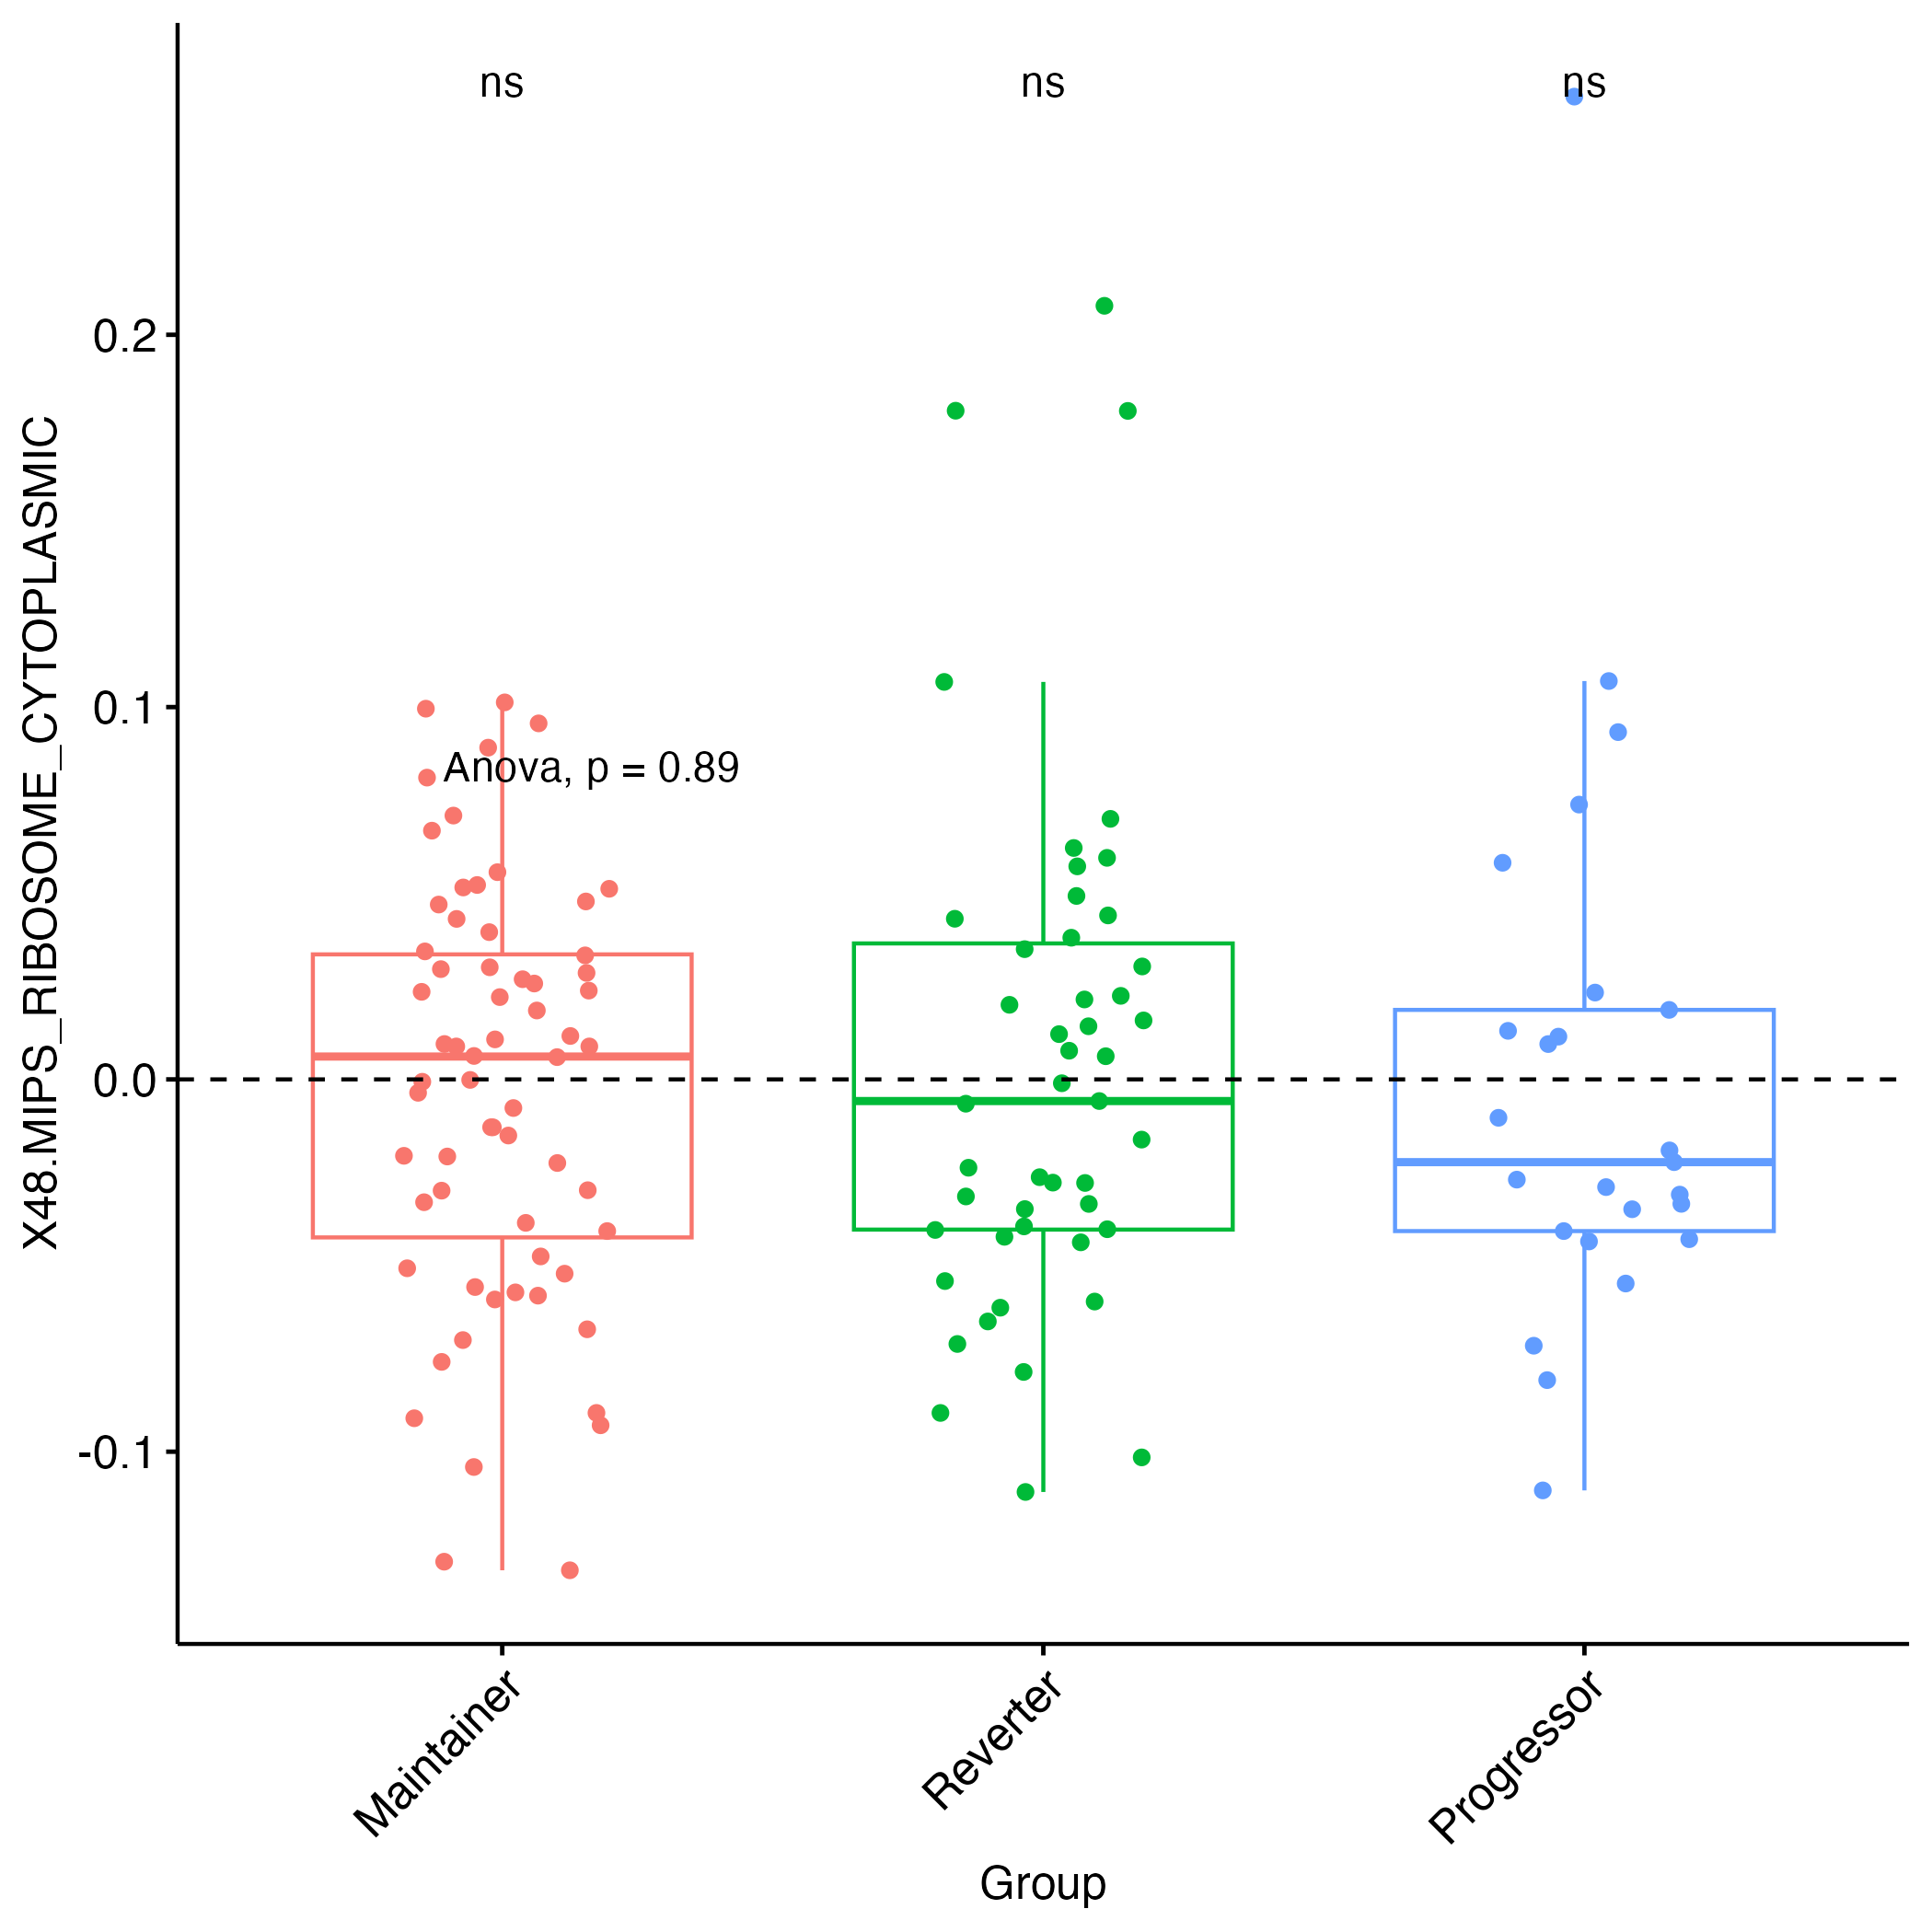 ns ns ns
0.2
0.1
Anova, p = 0.89
0.0
-0.1
X48.MIPS_RIBOSOME_CYTOPLASMIC
Maintainer Reverter Progressor
Group